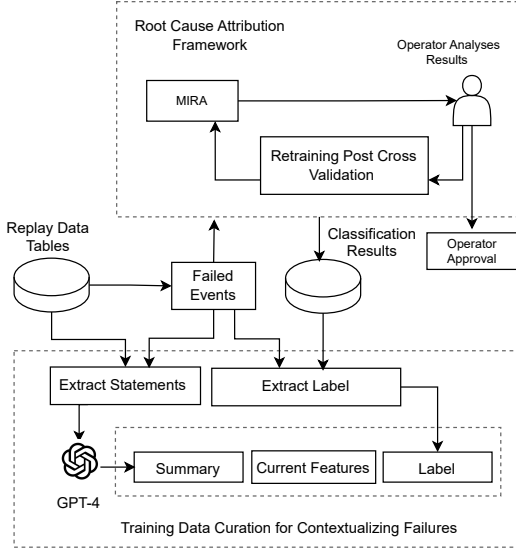 Root Cause Attribution
Framework
Operator Analyses
Results
MIRA
Retraining Post Cross
Validation
Replay Data
Tables
Classification
Results
Operator
Approval
Failed
Events
Extract Statements
Extract Label
Summary
Current Features
Label
GPT-4
Training Data Curation for Contextualizing Failures